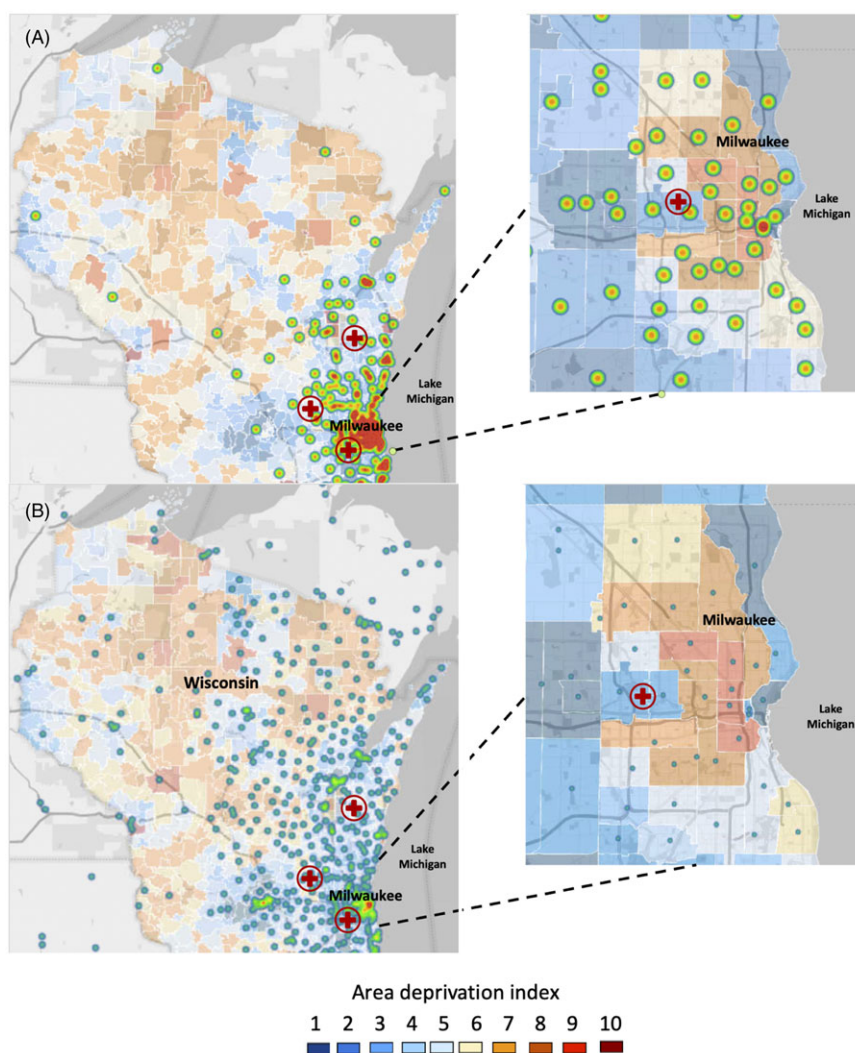 (A)
Milwaukee
Lake
Michigan
Lake
Michigan
Milwaukee
(B)
Milwaukee
Wisconsin
Lake
Michigan
Lake
Michigan
Milwaukee
Area deprivation index
1 2 3 4 5 6 7 8 9 10